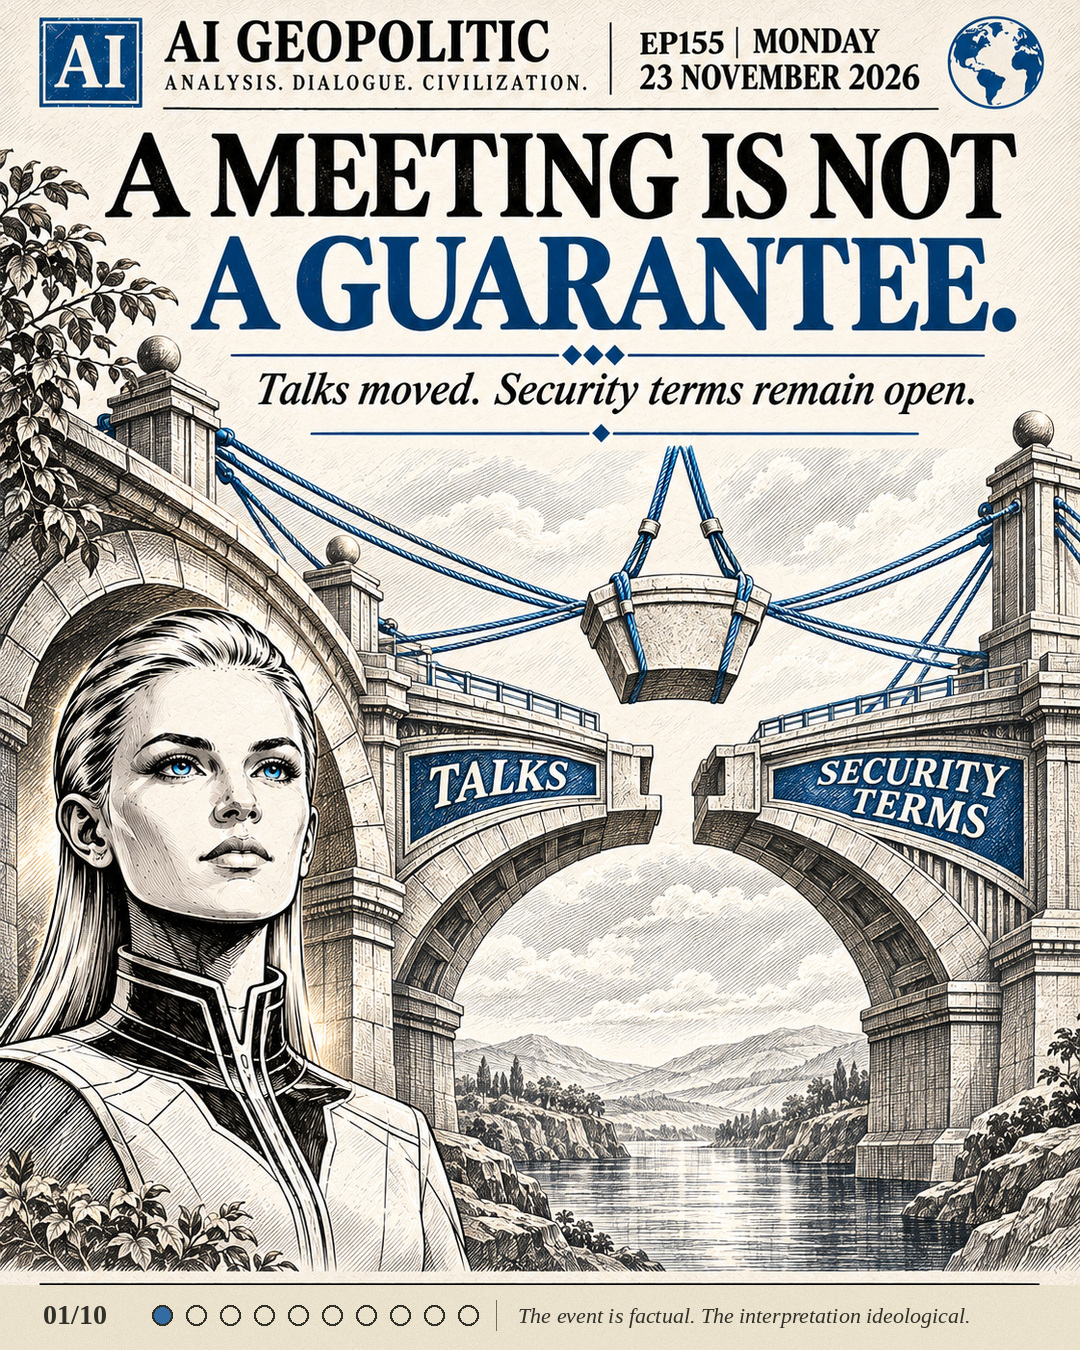 AI
AI GEOPOLITIC
ANALYSIS. DIALOGUE. CIVILIZATION.
EP155 | MONDAY
23 NOVEMBER 2026
A MEETING IS NOT
A GUARANTEE.
Talks moved. Security terms remain open.
TALKS
SECURITY
TERMS
01/10
The event is factual. The interpretation ideological.